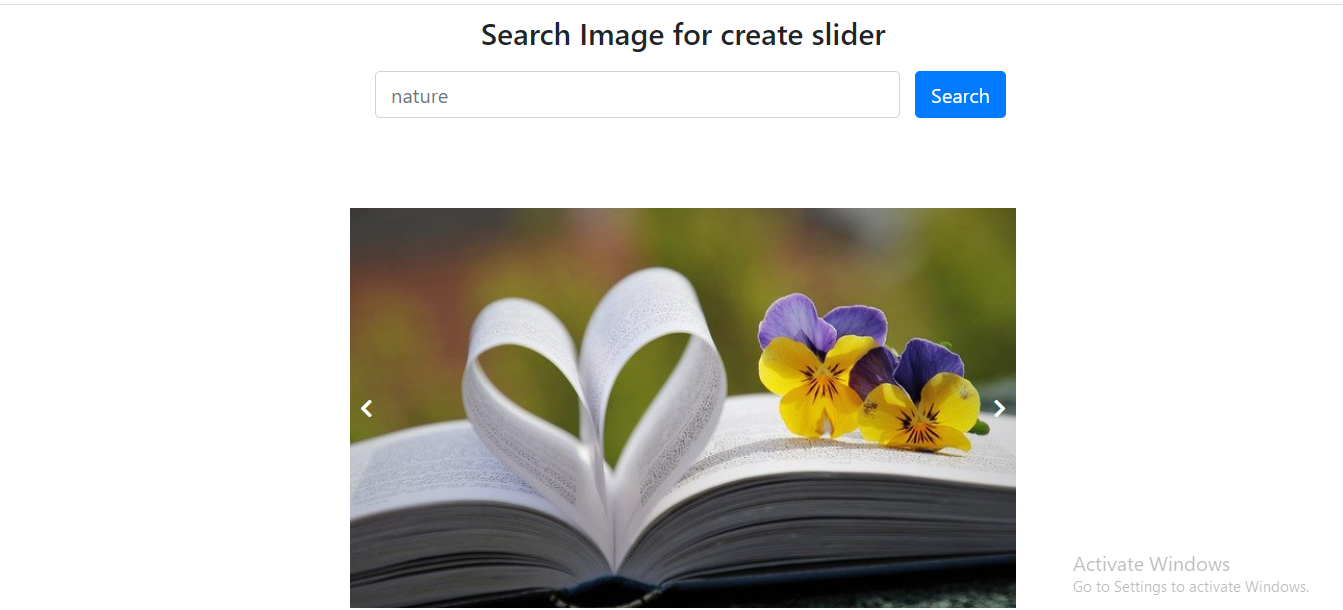 Search Image for create slider
nature
Search
Activate Windows
Go to Settings to activate Windows.